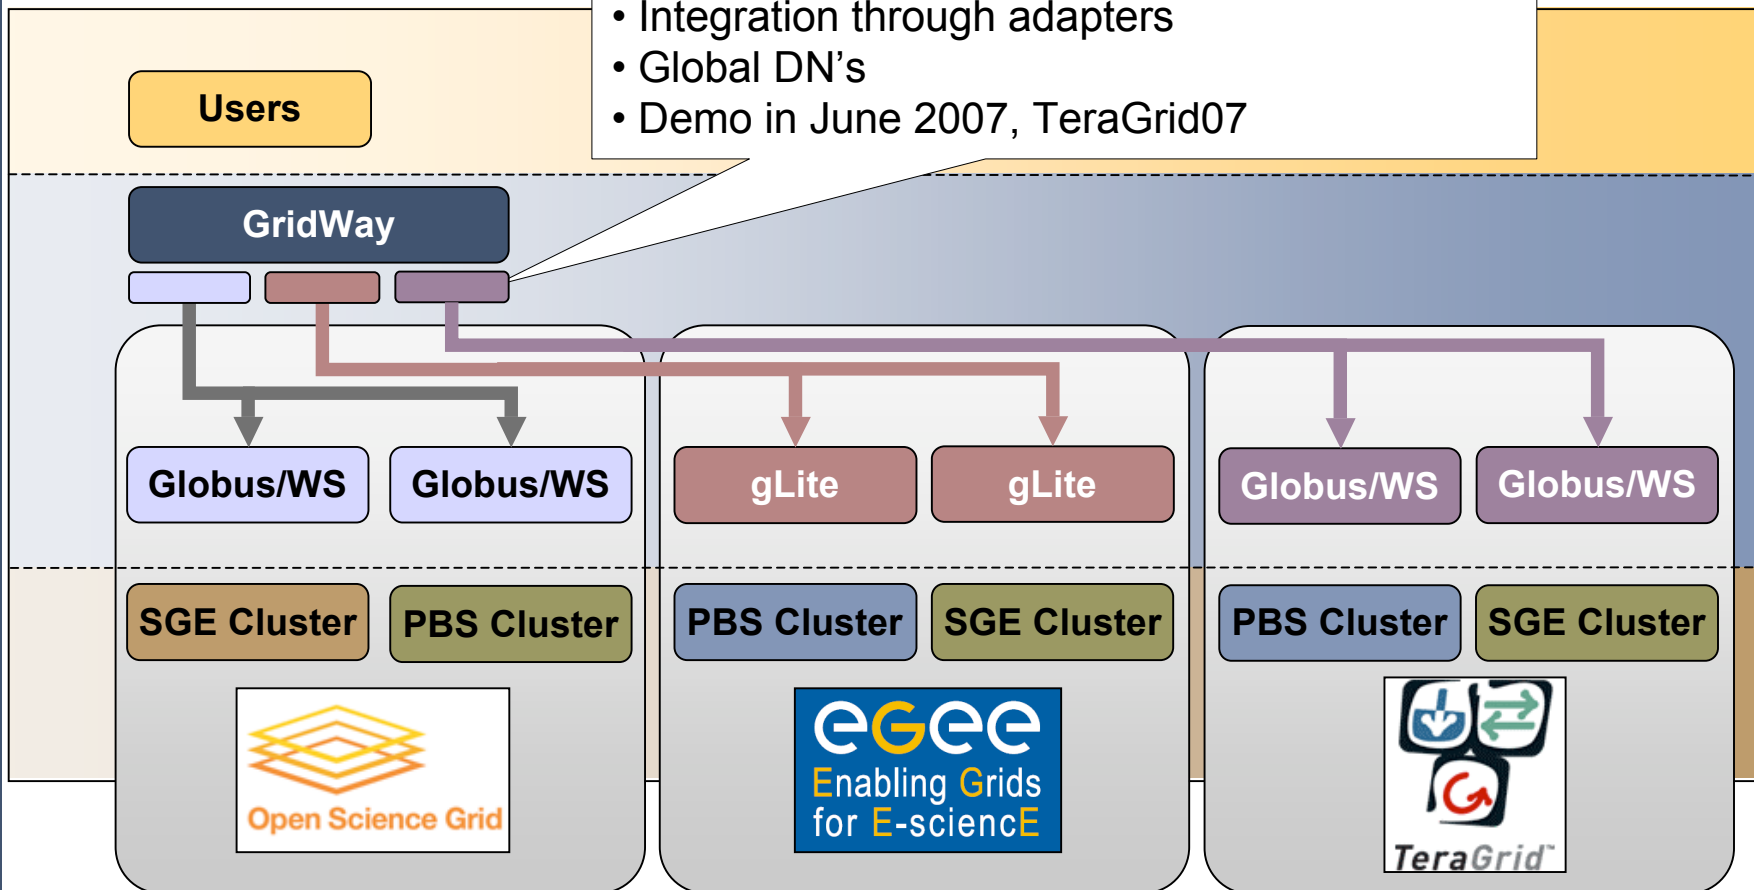 • Integration through adapters
• Global DN’s
• Demo in June 2007, TeraGrid07
Users
GridWay
Globus/WS Globus/WS gLite gLite Globus/WS Globus/WS
SGE Cluster PBS Cluster PBS Cluster SGE Cluster PBS Cluster SGE Cluster
Open Science Grid
eGee
Enabling Grids
for E-sciencE
TeraGrid™